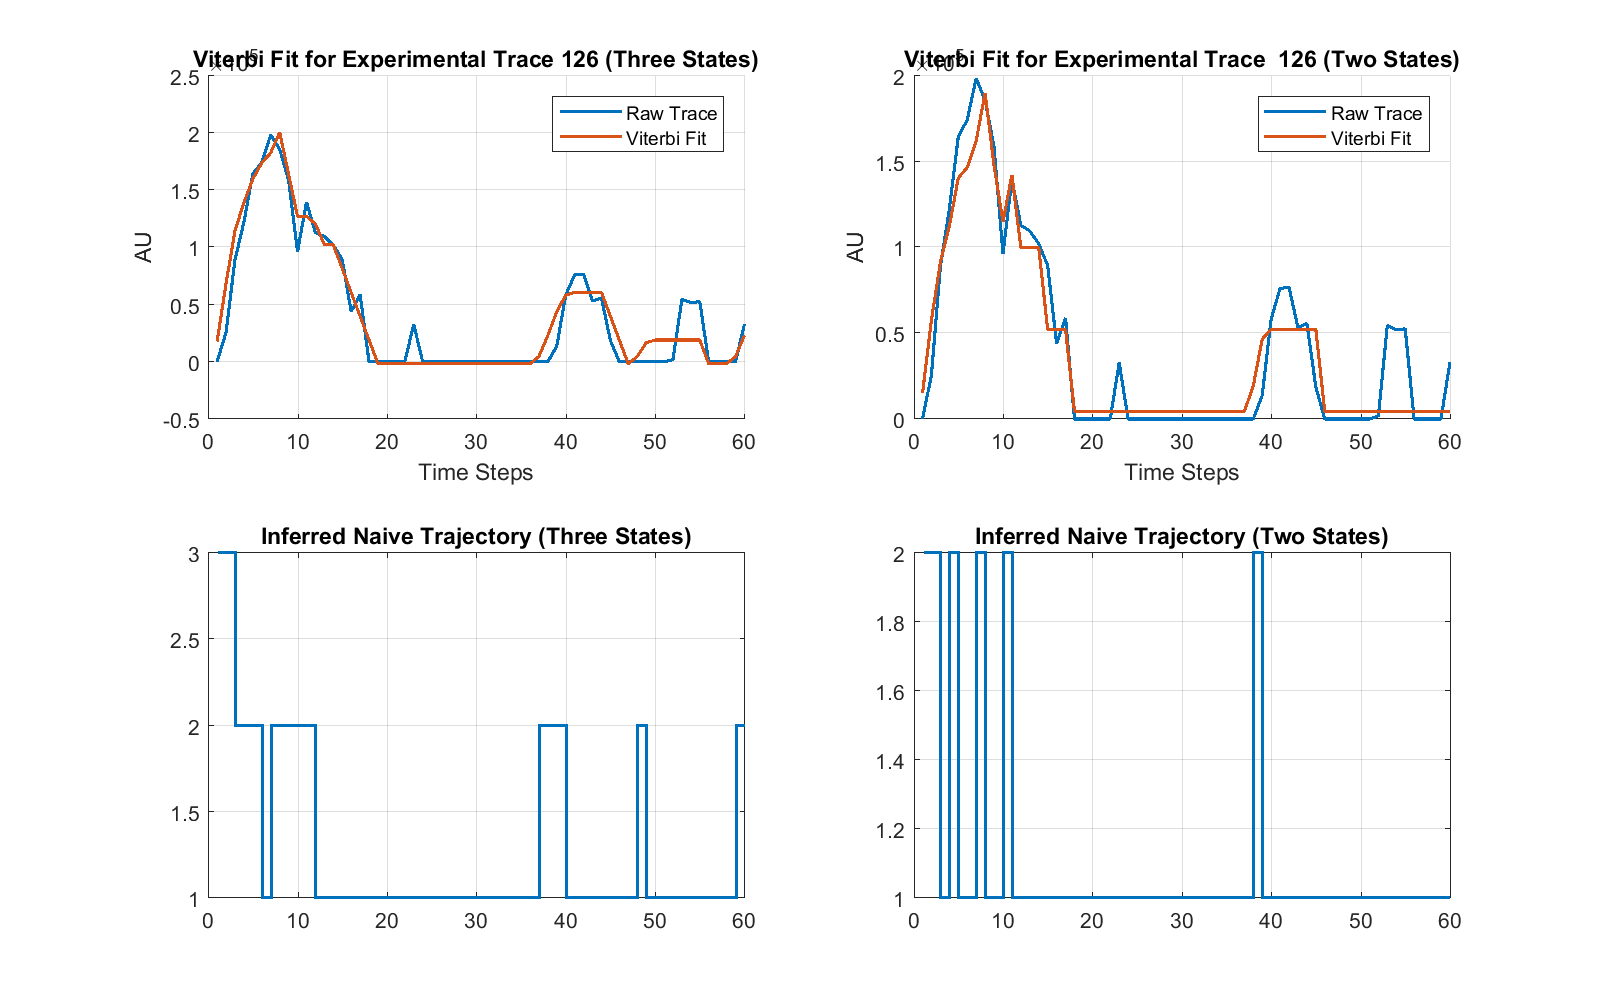 Viterbi Fit for Experimental Trace 126 (Three States)
×10^5
2.5
2
1.5
1
0.5
0
-0.5
AU
Raw Trace
Viterbi Fit
0 10 20 30 40 50 60
Time Steps
Viterbi Fit for Experimental Trace  126 (Two States)
×10^5
2
1.5
1
0.5
0
AU
Raw Trace
Viterbi Fit
0 10 20 30 40 50 60
Time Steps
Inferred Naive Trajectory (Three States)
3
2.5
2
1.5
1
0 10 20 30 40 50 60
Inferred Naive Trajectory (Two States)
2
1.8
1.6
1.4
1.2
1
0 10 20 30 40 50 60